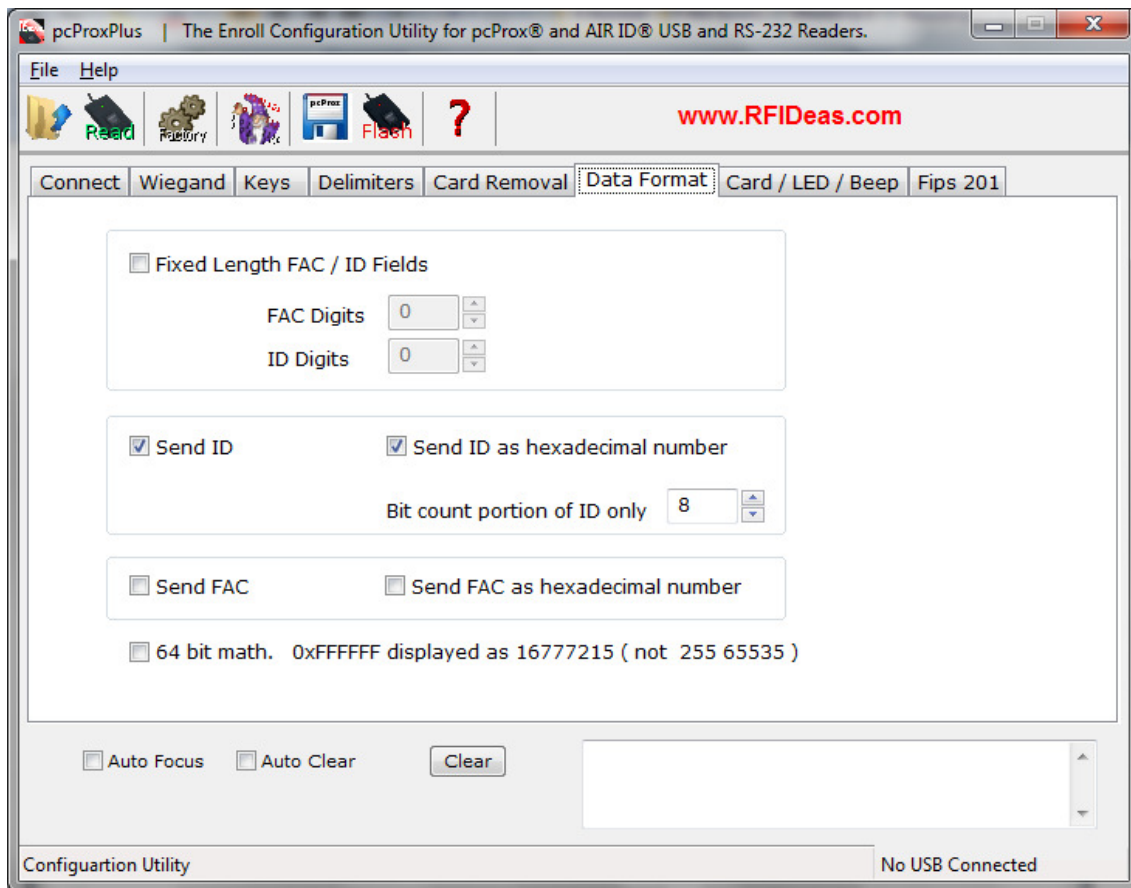 pcProxPlus | The Enroll Configuration Utility for pcProx® and AIR ID® USB and RS-232 Readers.
File Help
Read Factory pcProx Flash ? www.RFIDeas.com
Connect Wiegand Keys Delimiters Card Removal Data Format Card / LED / Beep Fips 201
Fixed Length FAC / ID Fields
FAC Digits 0
ID Digits 0
Send ID Send ID as hexadecimal number
Bit count portion of ID only 8
Send FAC Send FAC as hexadecimal number
64 bit math. 0xFFFFFF displayed as 16777215 ( not 255 65535 )
Auto Focus Auto Clear Clear
Configuartion Utility No USB Connected